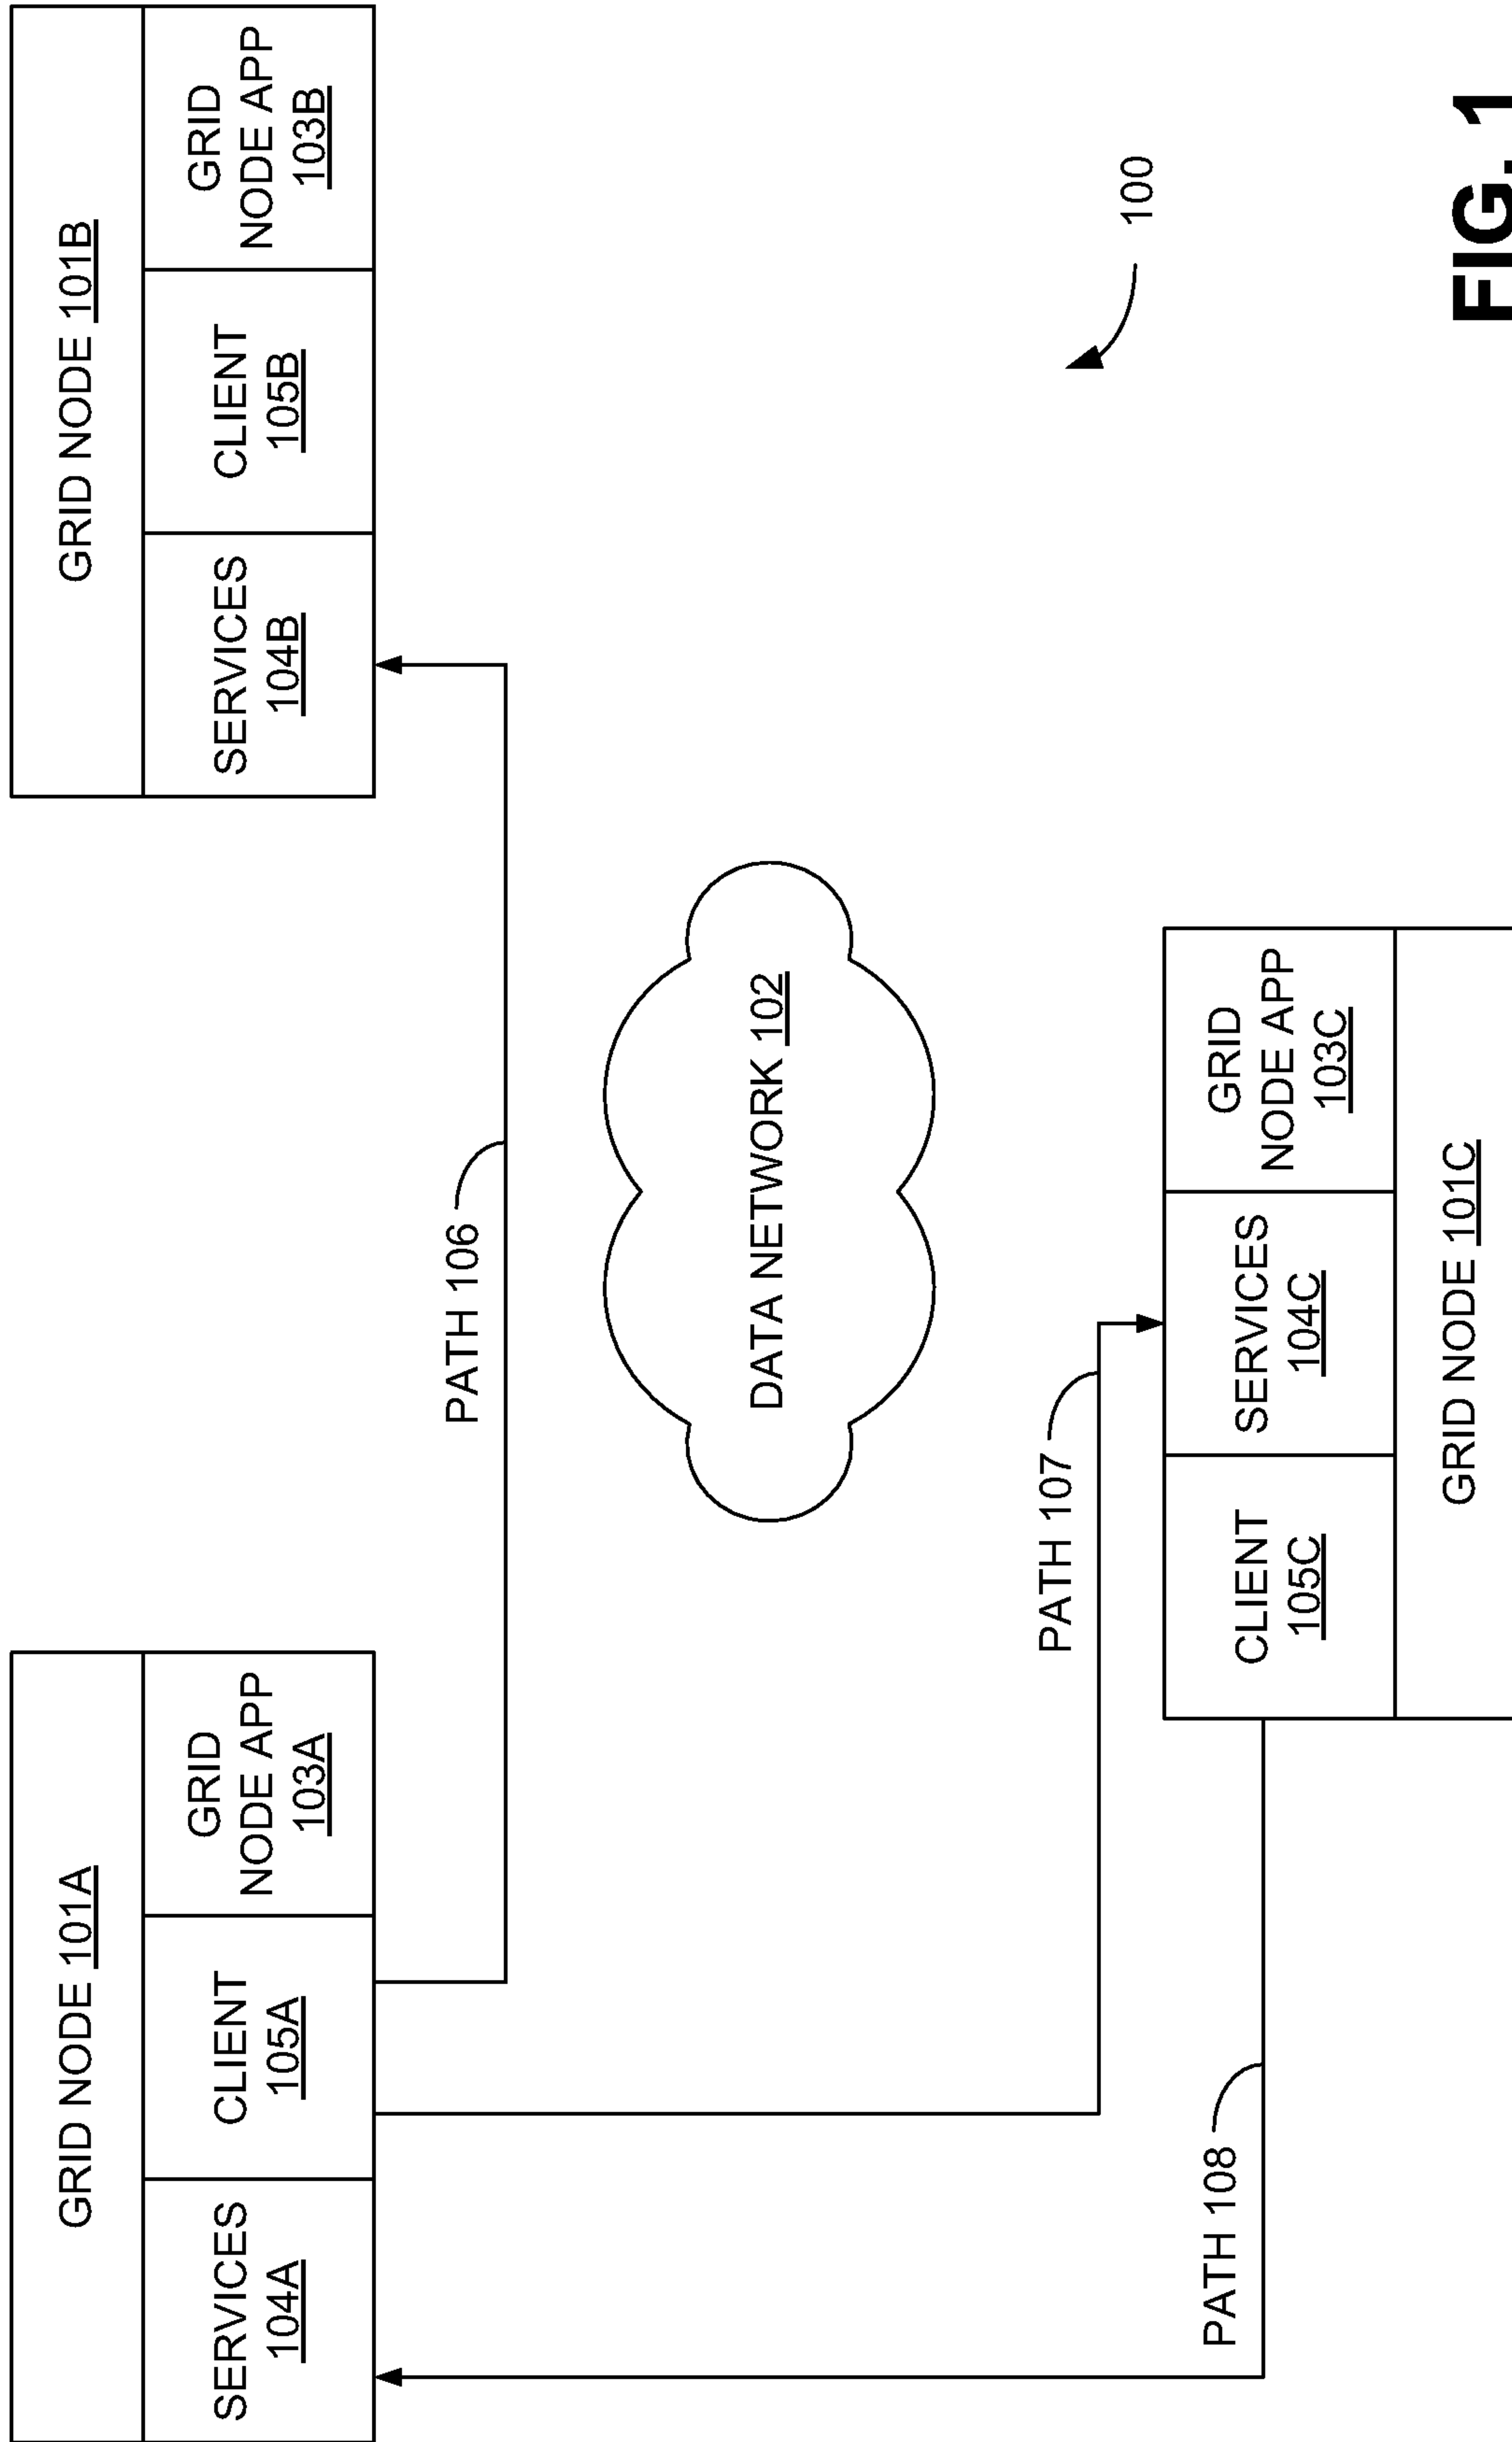 GRID NODE 101A
SERVICES
104A
CLIENT
105A
GRID
NODE APP
103A
GRID NODE 101B
SERVICES
104B
CLIENT
105B
GRID
NODE APP
103B
PATH 106
DATA NETWORK 102
PATH 107
100
PATH 108
CLIENT
105C
SERVICES
104C
GRID
NODE APP
103C
GRID NODE 101C
FIG. 1